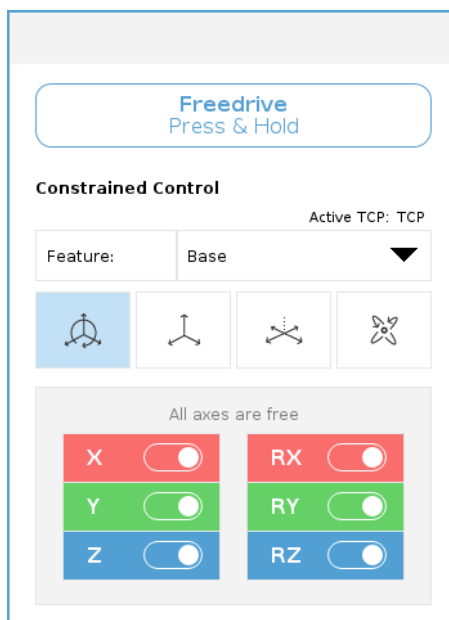 Freedrive
Press & Hold
Constrained Control
Active TCP: TCP
Feature: Base
All axes are free
X RX
Y RY
Z RZ